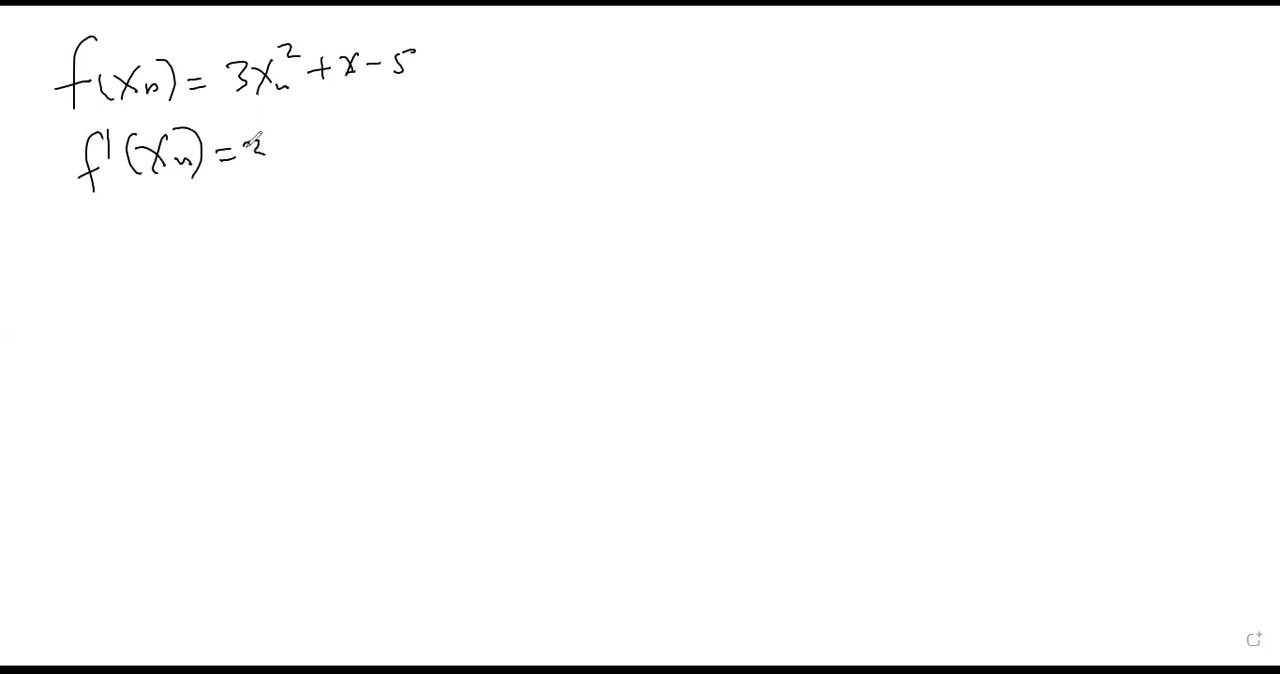 f(xₙ) = 3xₙ² + x - 5
f'(xₙ) =